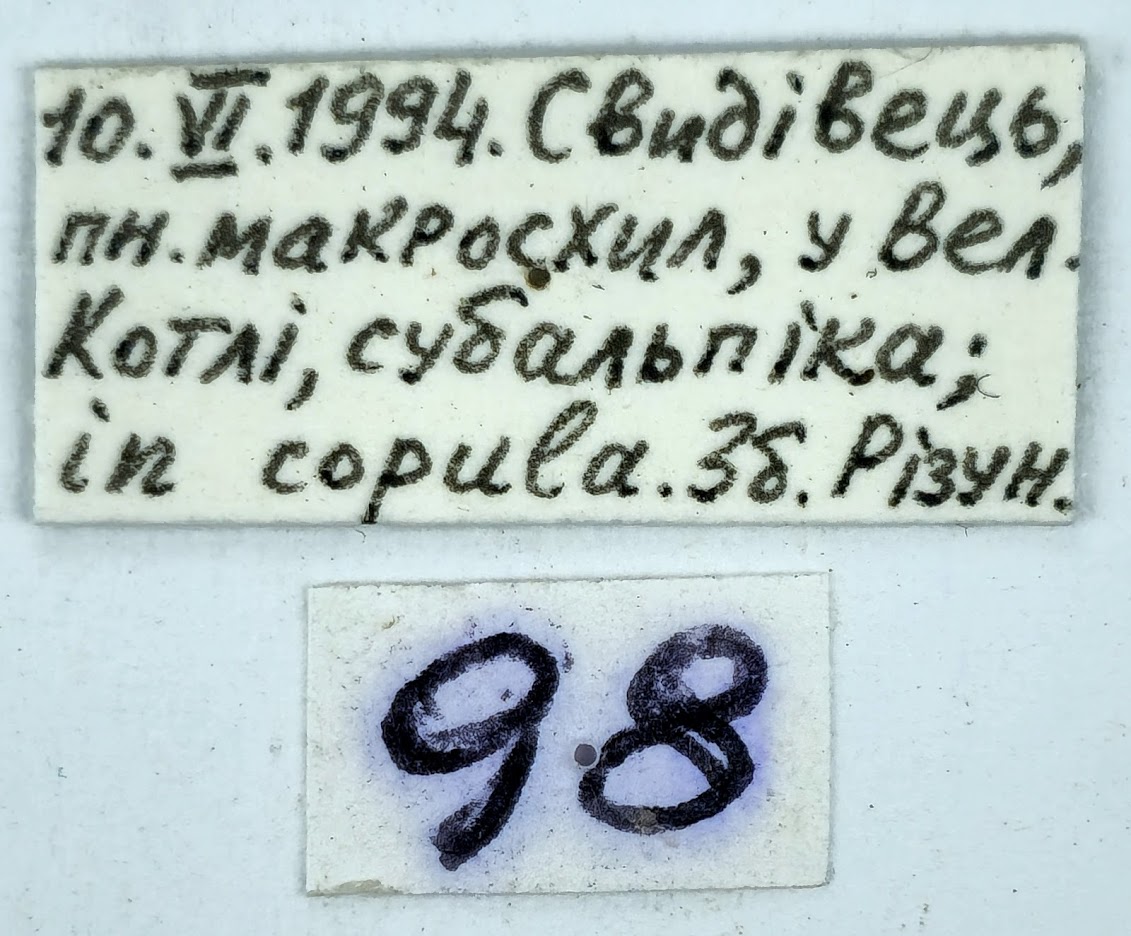 10.VI.1994. Свидівець,
пн. макросхил, у Вел.
Котлі, субальпіка;
in copula. Зб. Різун.
98